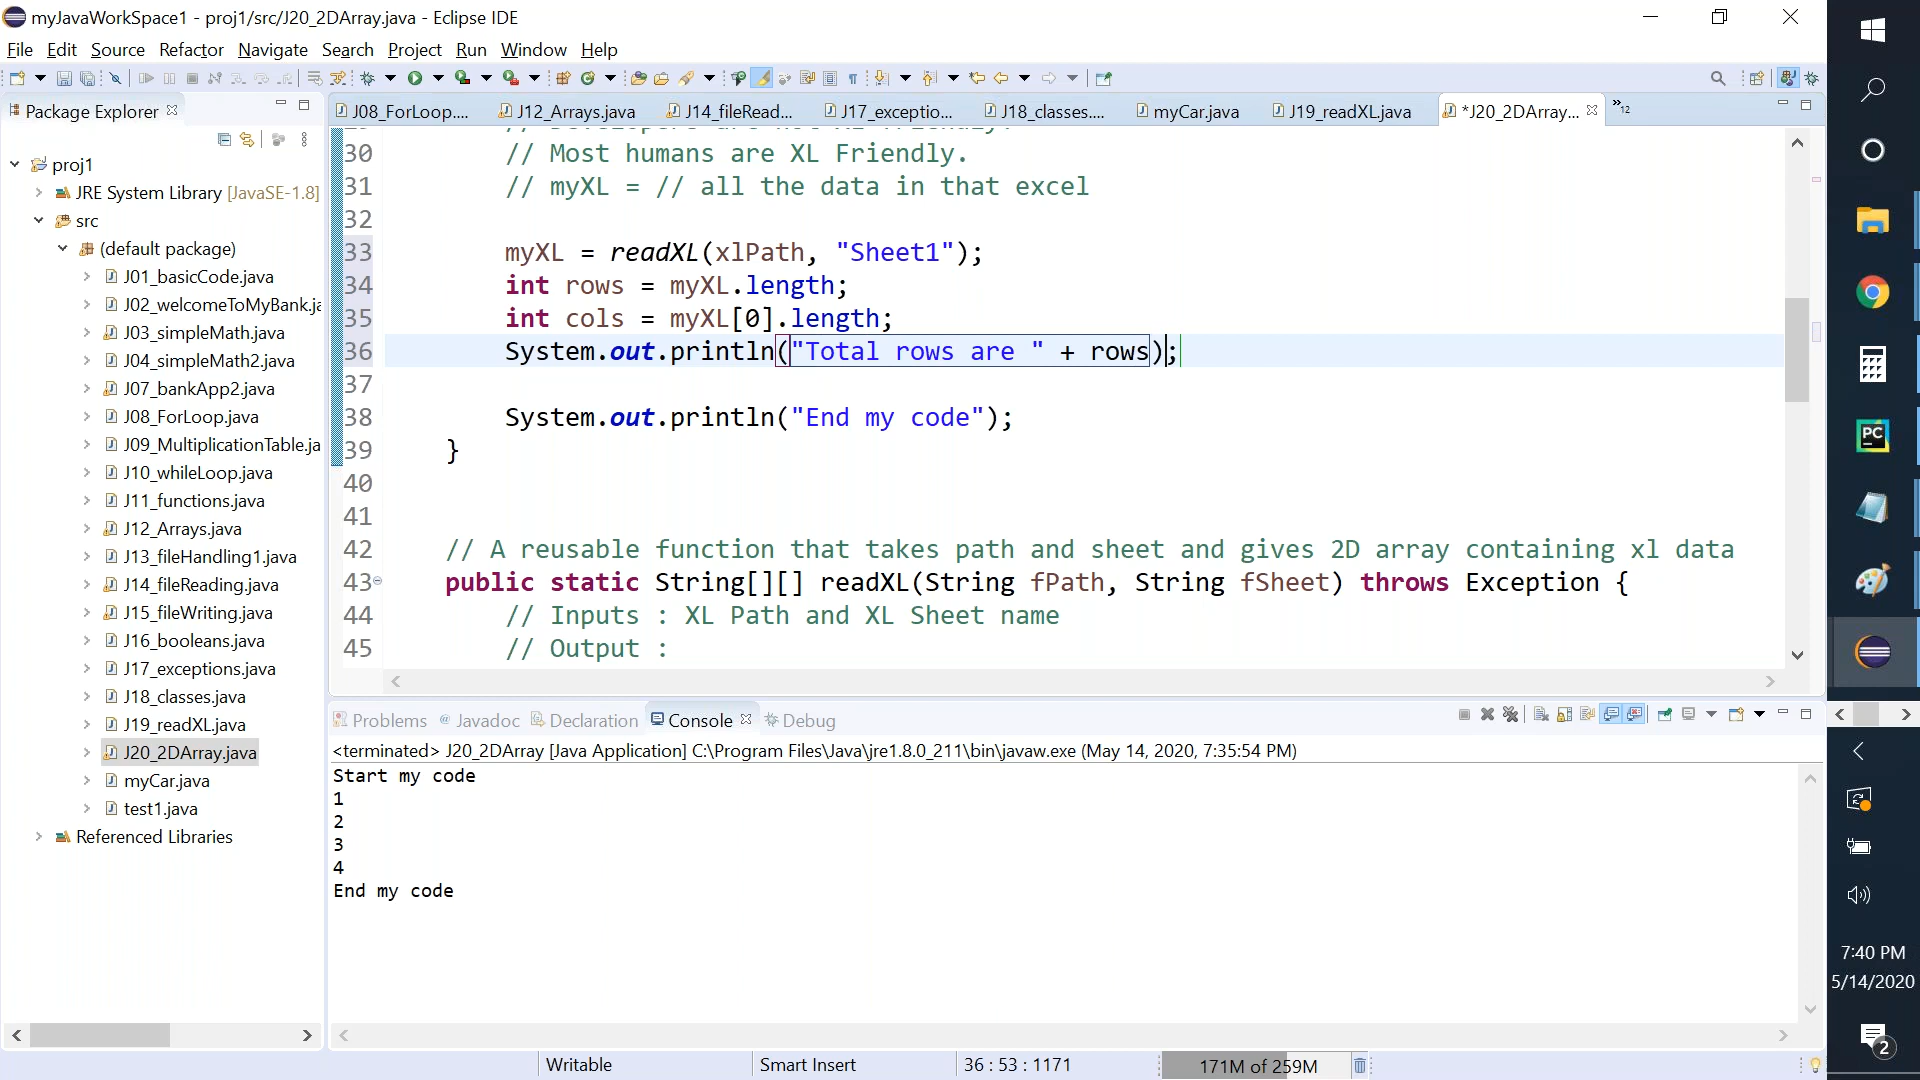 myJavaWorkSpace1 - proj1/src/J20_2DArray.java - Eclipse IDE
File Edit Source Refactor Navigate Search Project Run Window Help
Package Explorer
proj1
JRE System Library [JavaSE-1.8]
src
(default package)
J01_basicCode.java
J02_welcomeToMyBank.ja
J03_simpleMath.java
J04_simpleMath2.java
J07_bankApp2.java
J08_ForLoop.java
J09_MultiplicationTable.ja
J10_whileLoop.java
J11_functions.java
J12_Arrays.java
J13_fileHandling1.java
J14_fileReading.java
J15_fileWriting.java
J16_booleans.java
J17_exceptions.java
J18_classes.java
J19_readXL.java
J20_2DArray.java
myCar.java
test1.java
Referenced Libraries
J08_ForLoop.... J12_Arrays.java J14_fileRead... J17_exceptio... J18_classes.... myCar.java J19_readXL.java *J20_2DArray... »12
30 // Most humans are XL Friendly.
31 // myXL = // all the data in that excel
32
33 myXL = readXL(xlPath, "Sheet1");
34 int rows = myXL.length;
35 int cols = myXL[0].length;
36 System.out.println("Total rows are " + rows);
37
38 System.out.println("End my code");
39 }
40
41
42 // A reusable function that takes path and sheet and gives 2D array containing xl data
43 public static String[][] readXL(String fPath, String fSheet) throws Exception {
44 // Inputs : XL Path and XL Sheet name
45 // Output :
Problems @ Javadoc Declaration Console Debug
<terminated> J20_2DArray [Java Application] C:\Program Files\Java\jre1.8.0_211\bin\javaw.exe (May 14, 2020, 7:35:54 PM)
Start my code
1
2
3
4
End my code
Writable Smart Insert 36 : 53 : 1171 171M of 259M
PC
7:40 PM
5/14/2020
2